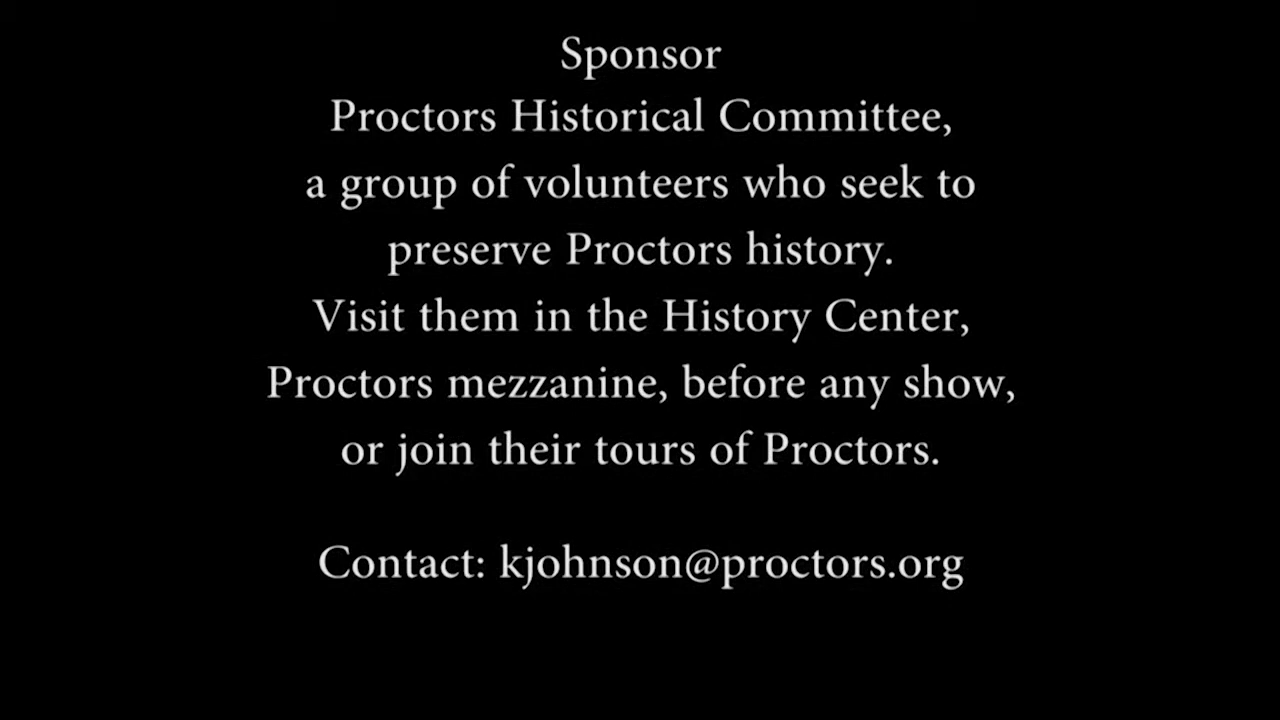 Sponsor
Proctors Historical Committee,
a group of volunteers who seek to
preserve Proctors history.
Visit them in the History Center,
Proctors mezzanine, before any show,
or join their tours of Proctors.
Contact: kjohnson@proctors.org